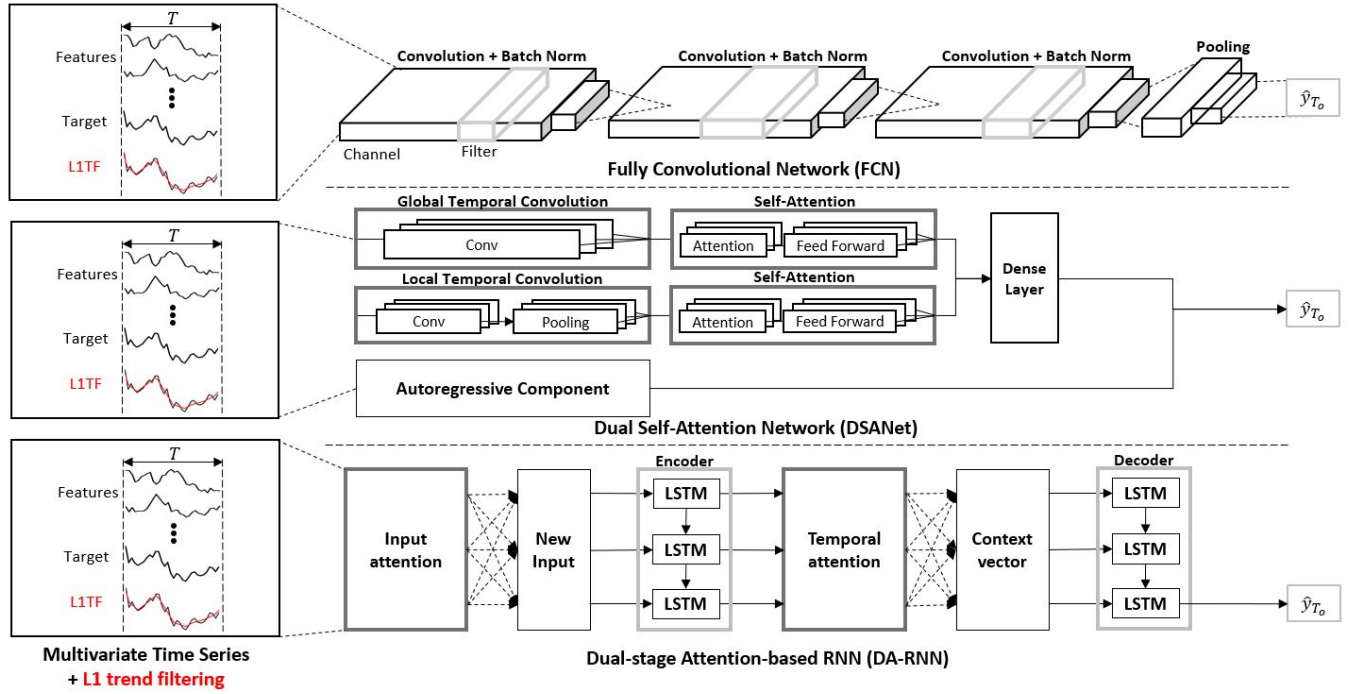 T
Features
Target
L1TF
Convolution + Batch Norm
Convolution + Batch Norm
Convolution + Batch Norm
Pooling
Channel
Filter
ŷ_{T_o}
Fully Convolutional Network (FCN)
T
Features
Target
L1TF
Global Temporal Convolution
Conv
Self-Attention
Attention
Feed Forward
Local Temporal Convolution
Conv
Pooling
Self-Attention
Attention
Feed Forward
Dense
Layer
ŷ_{T_o}
Autoregressive Component
Dual Self-Attention Network (DSANet)
T
Features
Target
L1TF
Input
attention
New
Input
Encoder
LSTM
LSTM
LSTM
Temporal
attention
Context
vector
Decoder
LSTM
LSTM
LSTM
ŷ_{T_o}
Dual-stage Attention-based RNN (DA-RNN)
Multivariate Time Series
+ L1 trend filtering